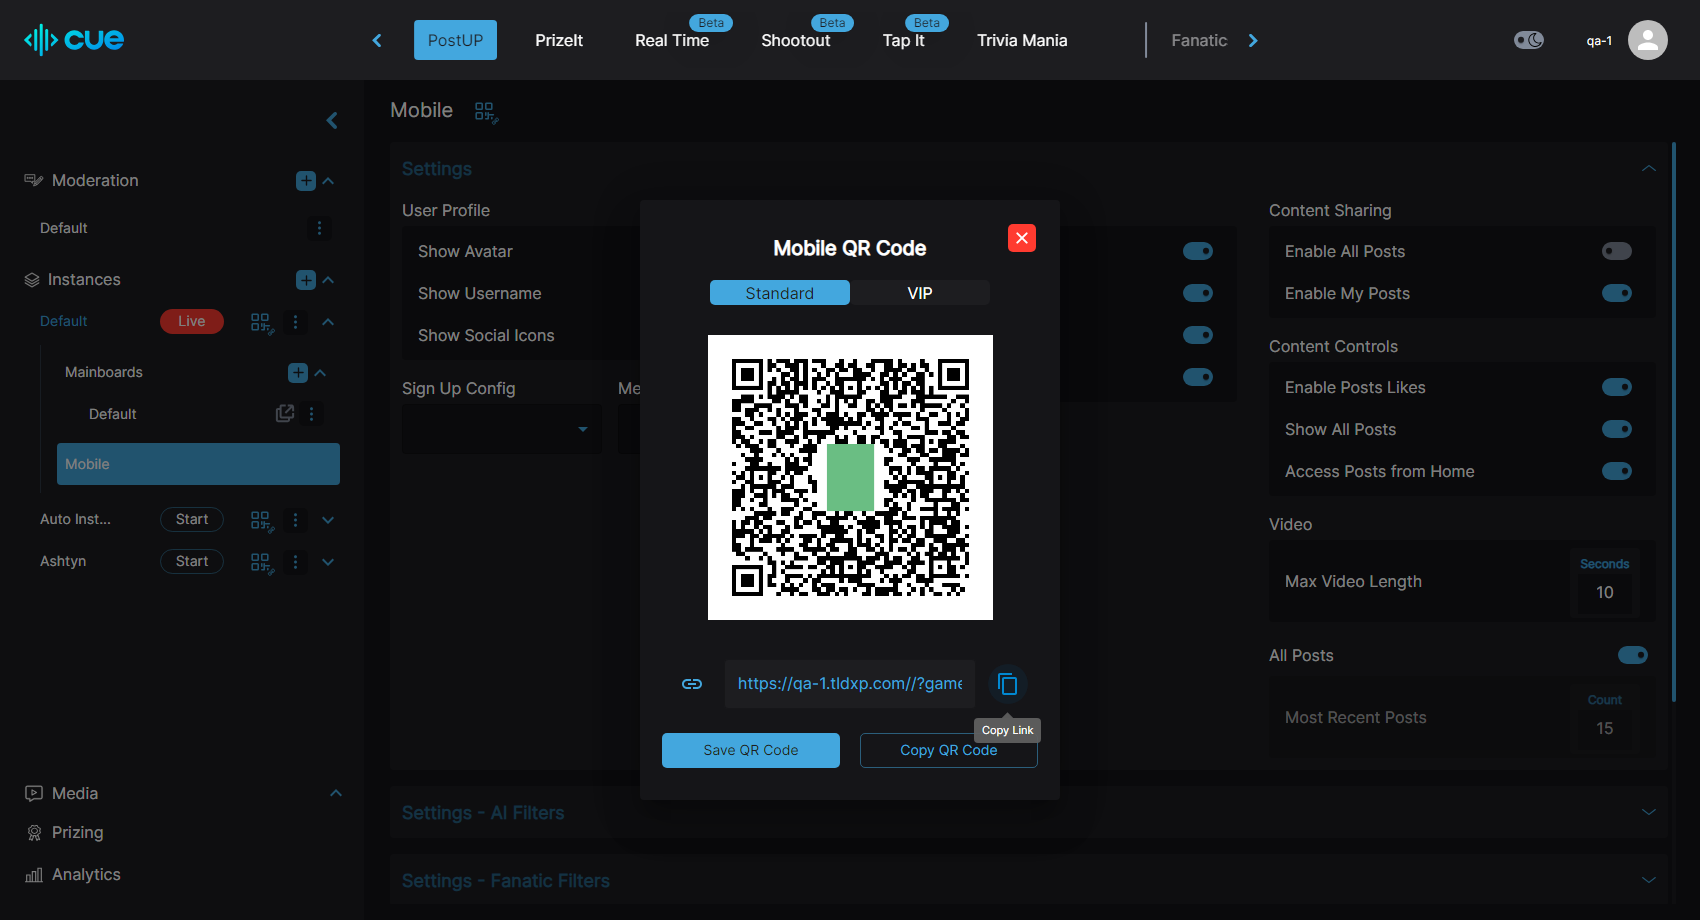 cue
PostUP
PrizeIt
Real Time
Beta
Shootout
Beta
Tap It
Beta
Trivia Mania
Fanatic
qa-1
Moderation
Default
Instances
Default
Live
Mainboards
Default
Mobile
Auto Inst...
Start
Ashtyn
Start
Media
Prizing
Analytics
Mobile
Settings
User Profile
Show Avatar
Show Username
Show Social Icons
Sign Up Config
Me
Content Sharing
Enable All Posts
Enable My Posts
Content Controls
Enable Posts Likes
Show All Posts
Access Posts from Home
Video
Max Video Length
Seconds
10
All Posts
Most Recent Posts
Count
15
Settings - AI Filters
Settings - Fanatic Filters
Mobile QR Code
Standard
VIP
https://qa-1.tldxp.com//?game
Copy Link
Save QR Code
Copy QR Code